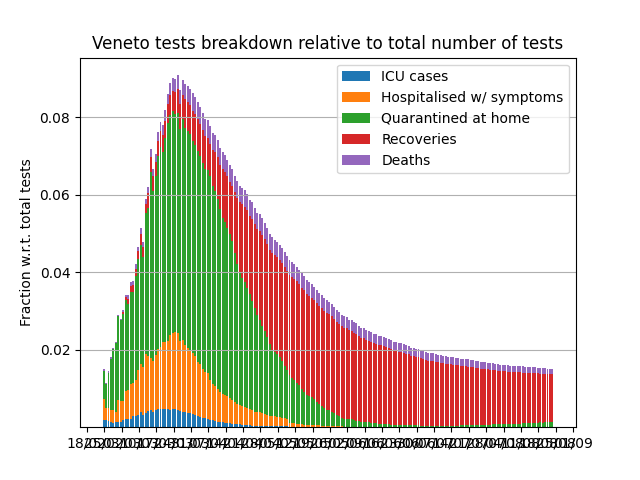 Veneto tests breakdown relative to total number of tests
ICU cases
Hospitalised w/ symptoms
Quarantined at home
Recoveries
Deaths
Fraction w.r.t. total tests
0.08
0.06
0.04
0.02